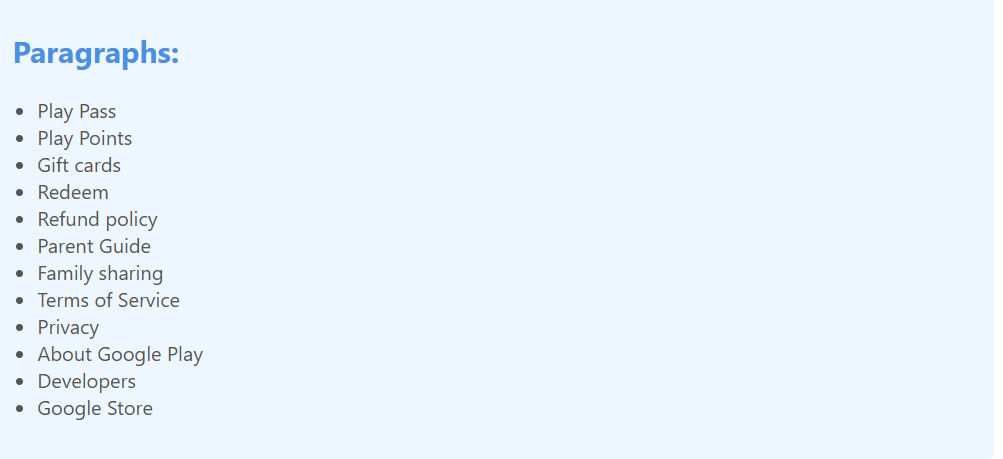 Paragraphs:
Play Pass
Play Points
Gift cards
Redeem
Refund policy
Parent Guide
Family sharing
Terms of Service
Privacy
About Google Play
Developers
Google Store